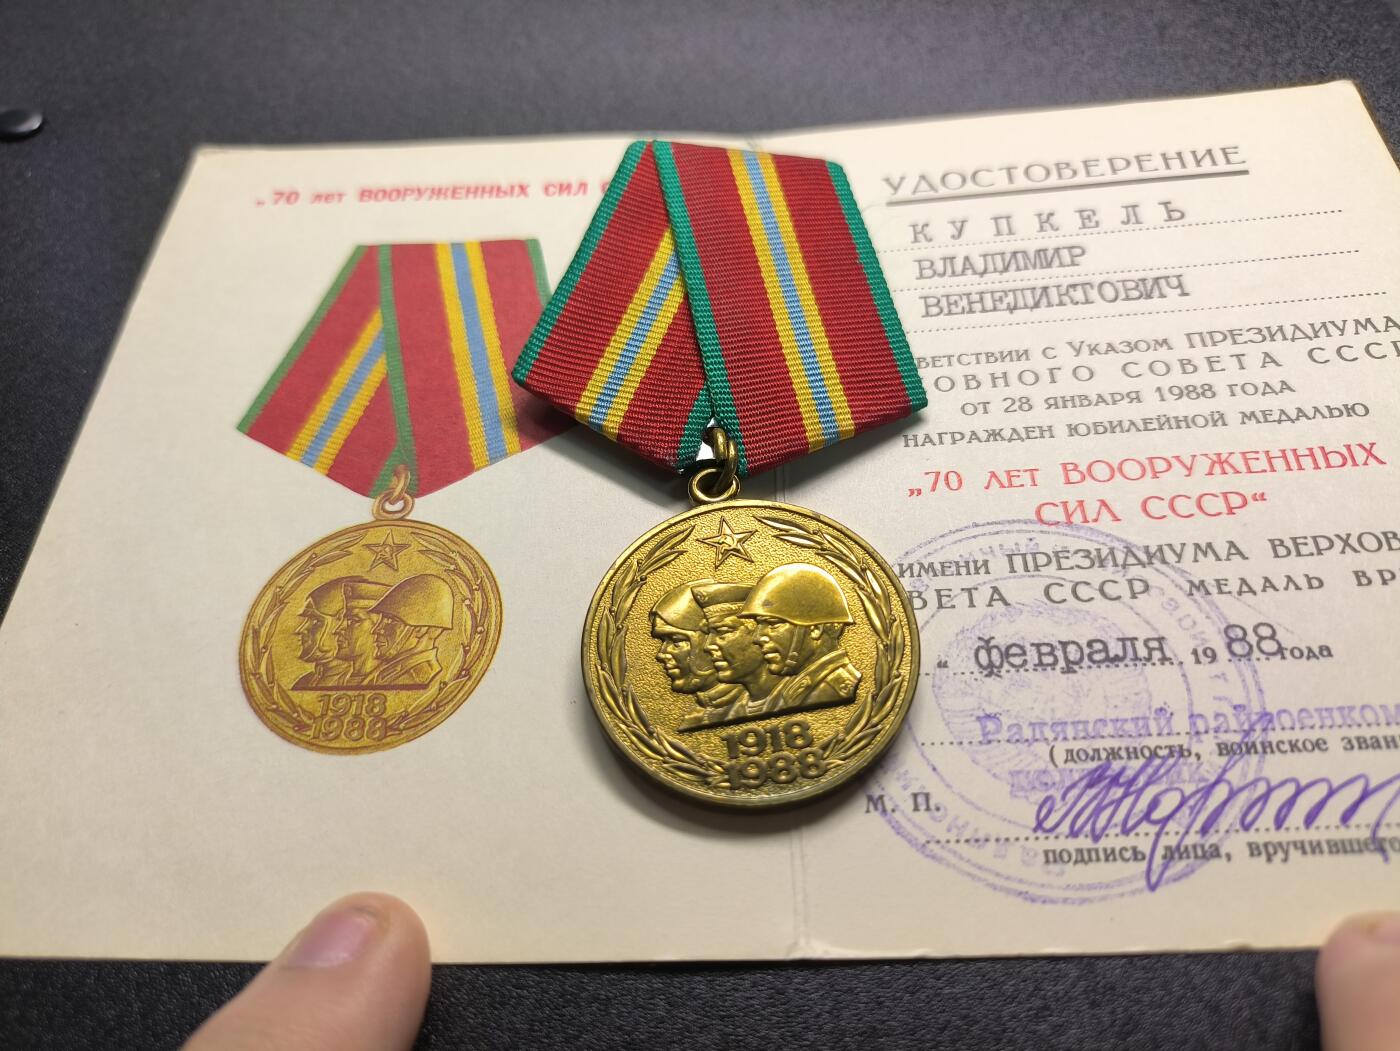 „70 лет ВООРУЖЕННЫХ СИЛ
1918
1988
1918
1988
УДОСТОВЕРЕНИЕ
КУПКЕЛЬ
ВЛАДИМИР
ВЕНЕДИКТОВИЧ
ВЕТСТВИИ С УКАЗОМ ПРЕЗИДИУМА
ОВНОГО СОВЕТА СССР
ОТ 28 ЯНВАРЯ 1988 ГОДА
НАГРАЖДЕН ЮБИЛЕЙНОЙ МЕДАЛЬЮ
„70 ЛЕТ ВООРУЖЕННЫХ
СИЛ СССР“
ИМЕНИ ПРЕЗИДИУМА ВЕРХОВ
ВЕТА СССР МЕДАЛЬ ВР
“ февраля 19 88 года
Радянский райвоенком
(должность, воинское зван
М. П.
подпись лица, вручившего